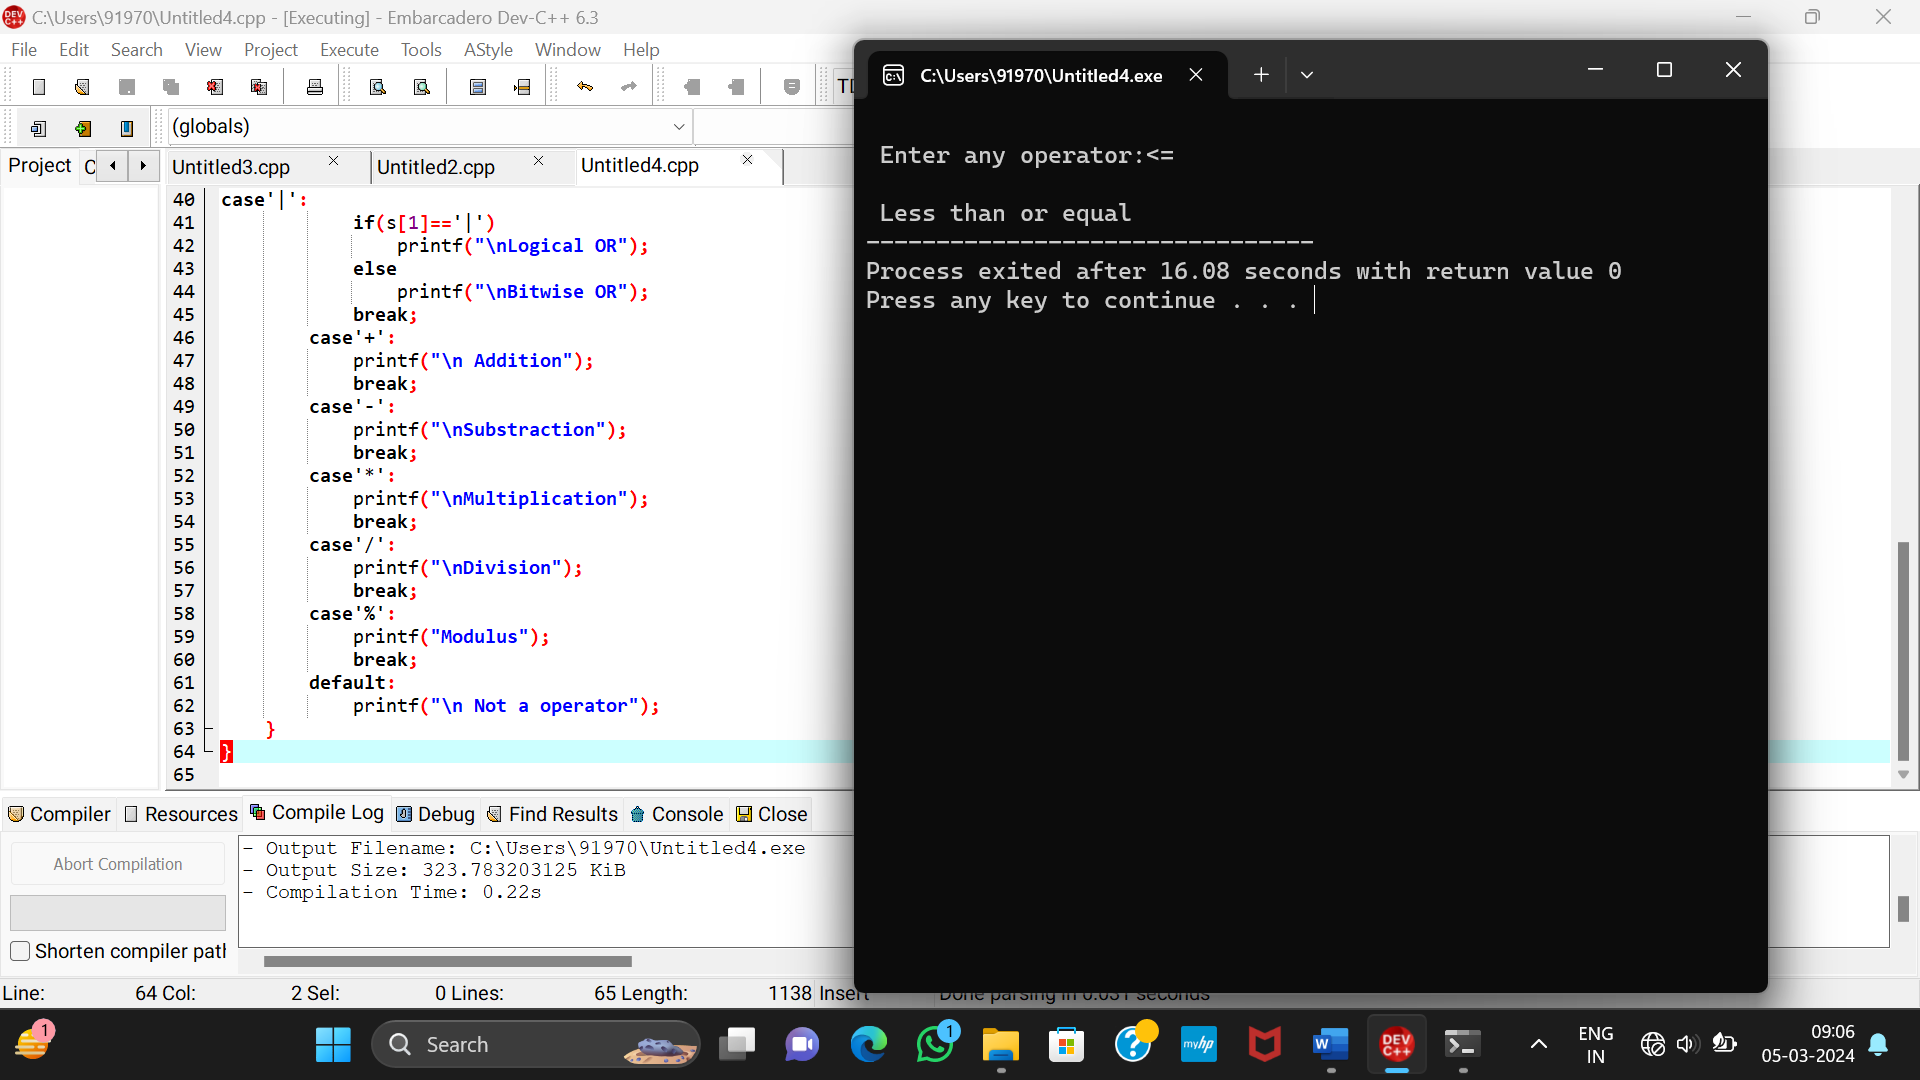 C:\Users\91970\Untitled4.cpp - [Executing] - Embarcadero Dev-C++ 6.3
File Edit Search View Project Execute Tools AStyle Window Help
(globals)
Project
Untitled3.cpp Untitled2.cpp Untitled4.cpp
40 case'|':
41 if(s[1]=='|')
42 printf("\nLogical OR");
43 else
44 printf("\nBitwise OR");
45 break;
46 case'+':
47 printf("\n Addition");
48 break;
49 case'-':
50 printf("\nSubstraction");
51 break;
52 case'*':
53 printf("\nMultiplication");
54 break;
55 case'/':
56 printf("\nDivision");
57 break;
58 case'%':
59 printf("Modulus");
60 break;
61 default:
62 printf("\n Not a operator");
63 }
64 }
65
C:\Users\91970\Untitled4.exe
Enter any operator:<=
Less than or equal
--------------------------------
Process exited after 16.08 seconds with return value 0
Press any key to continue . . .
Compiler Resources Compile Log Debug Find Results Console Close
Abort Compilation
Shorten compiler path
- Output Filename: C:\Users\91970\Untitled4.exe
- Output Size: 323.783203125 KiB
- Compilation Time: 0.22s
Line: 64 Col: 2 Sel: 0 Lines: 65 Length: 1138 Insert Done parsing in 0.031 seconds
1
Search
1
myhp
W
DEV C++
ENG
IN
09:06
05-03-2024